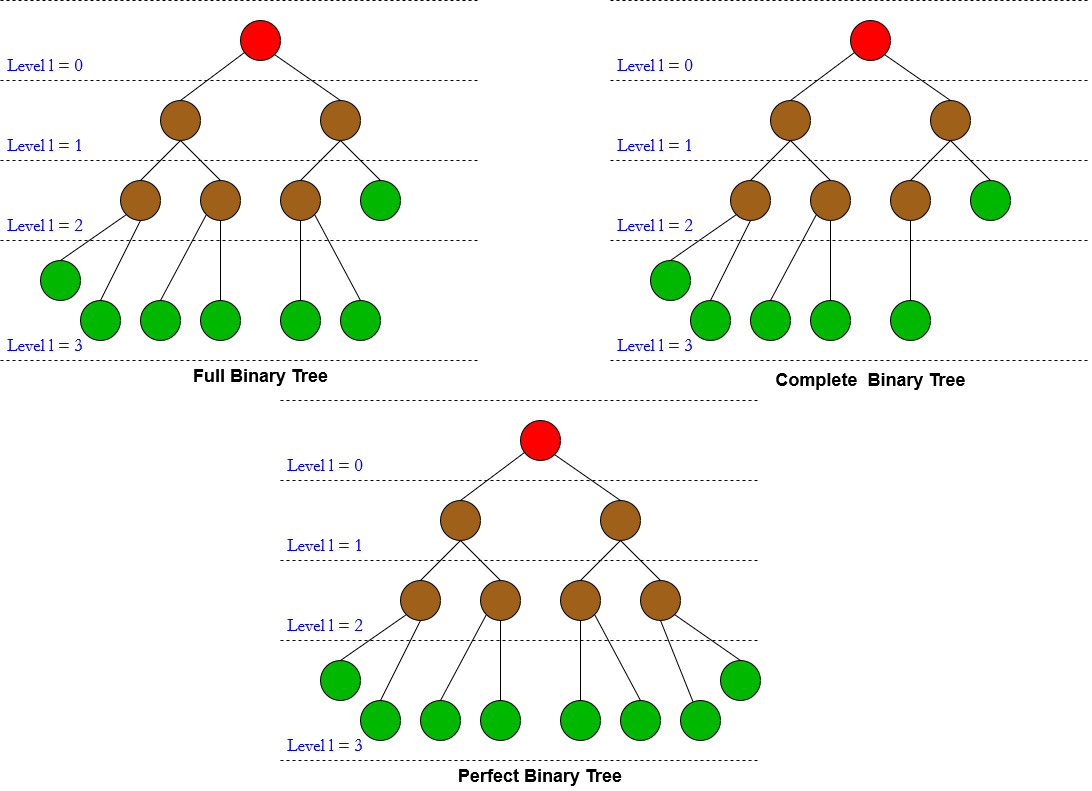 Level l = 0
Level l = 1
Level l = 2
Level l = 3
Full Binary Tree
Level l = 0
Level l = 1
Level l = 2
Level l = 3
Complete Binary Tree
Level l = 0
Level l = 1
Level l = 2
Level l = 3
Perfect Binary Tree